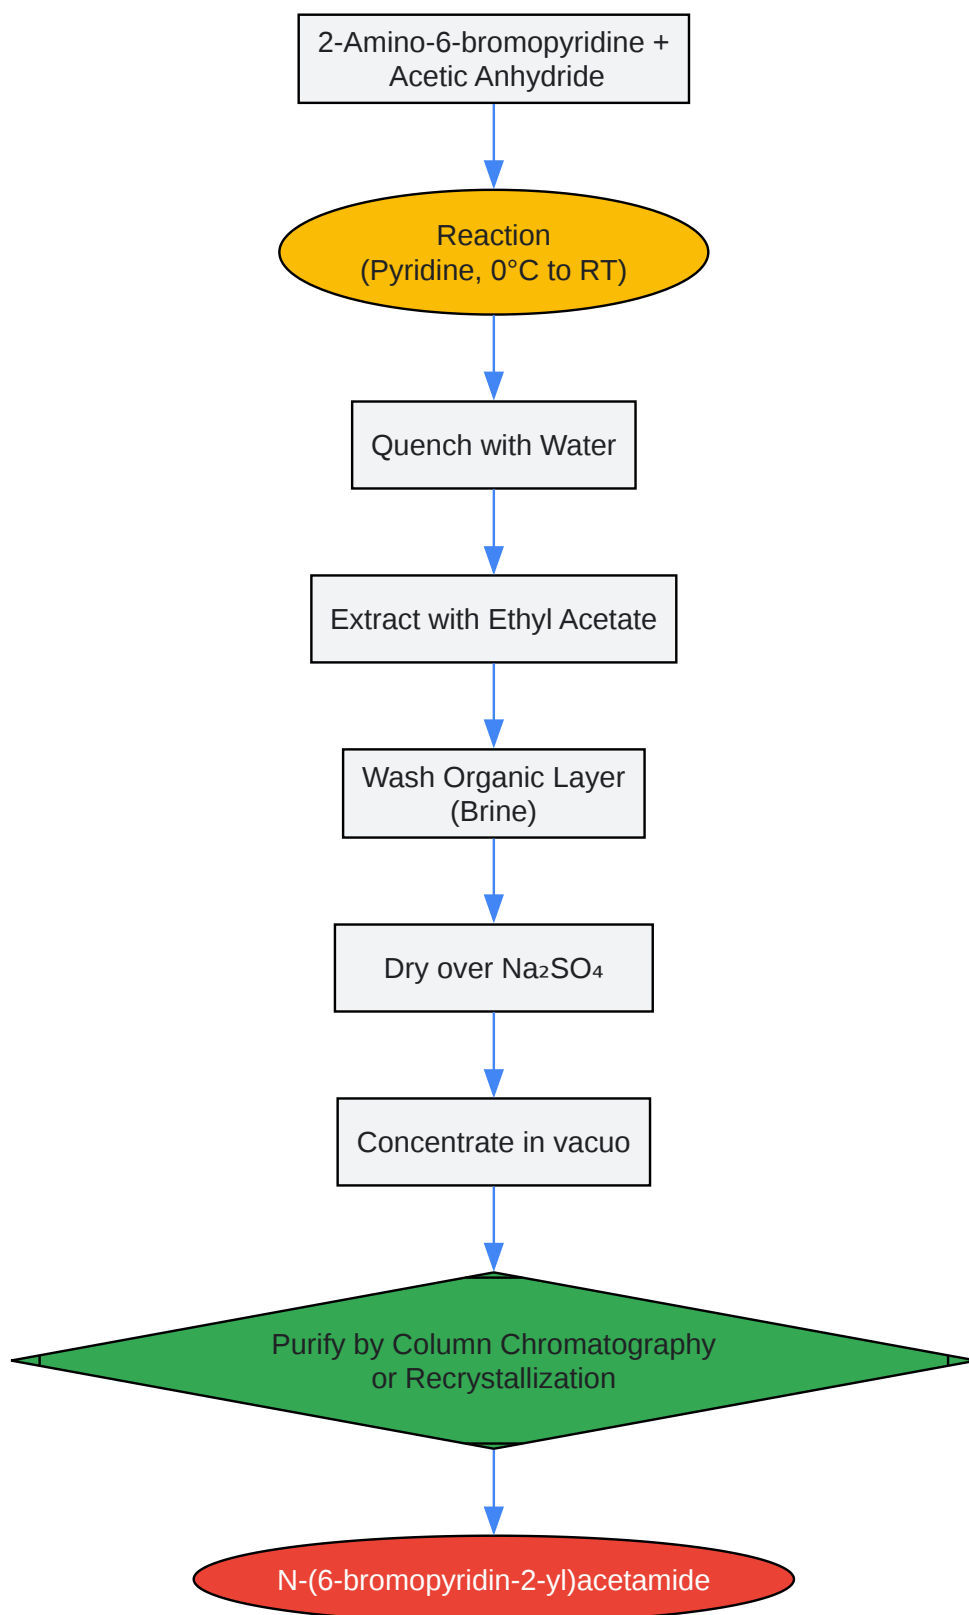 2-Amino-6-bromopyridine +
Acetic Anhydride
Reaction
(Pyridine, 0°C to RT)
Quench with Water
Extract with Ethyl Acetate
Wash Organic Layer
(Brine)
Dry over Na₂SO₄
Concentrate in vacuo
Purify by Column Chromatography
or Recrystallization
N-(6-bromopyridin-2-yl)acetamide